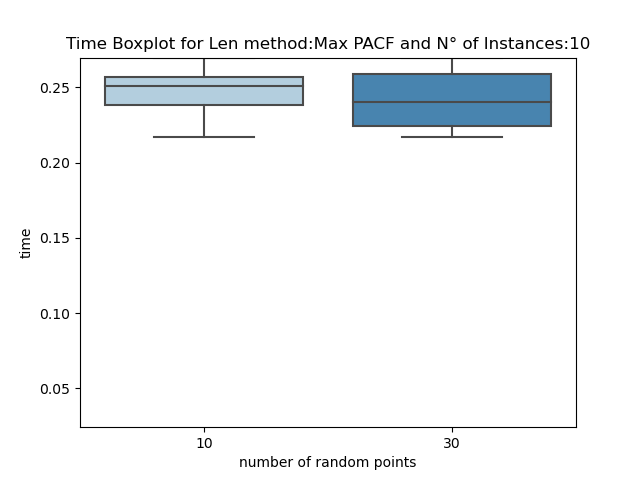 Time Boxplot for Len method:Max PACF and N° of Instances:10
0.25
0.20
0.15
0.10
0.05
time
10
30
number of random points